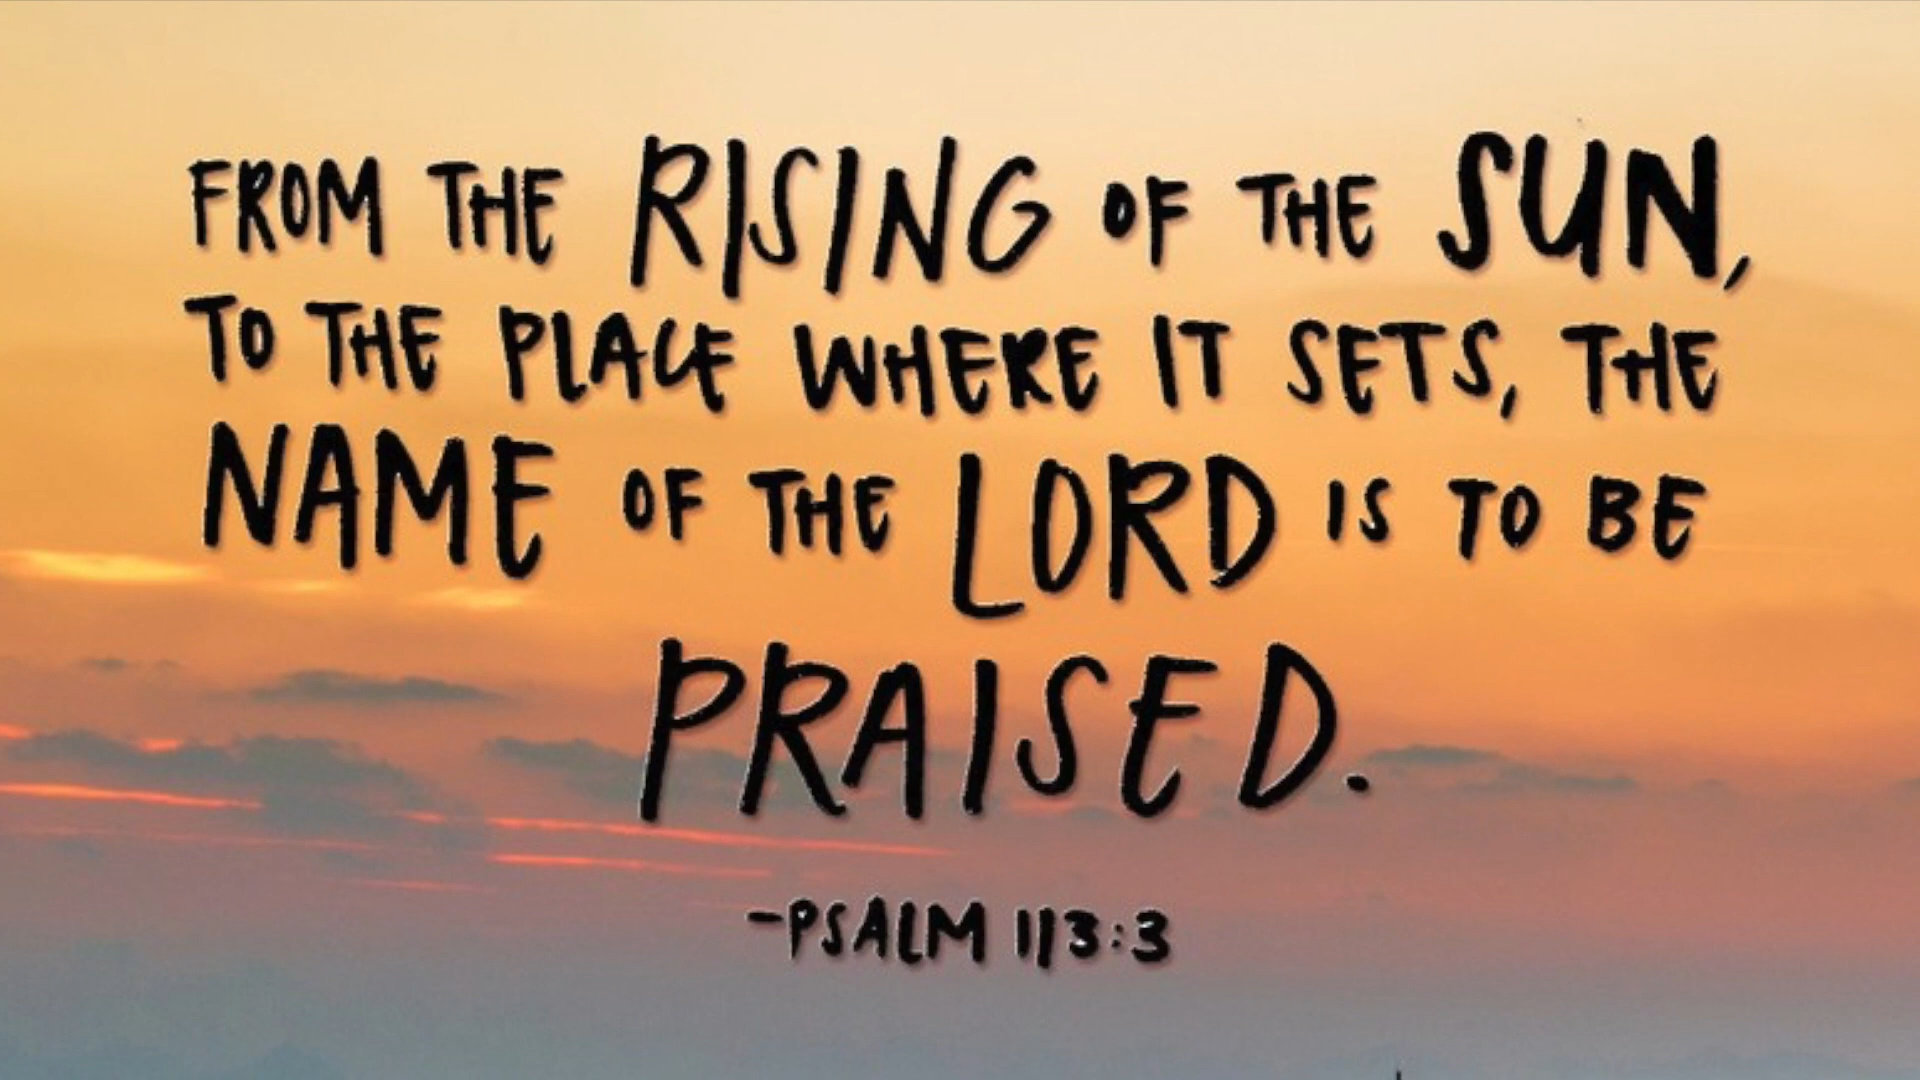 FROM THE RISING OF THE SUN,
TO THE PLACE WHERE IT SETS, THE
NAME OF THE LORD IS TO BE
PRAISED.
-PSALM 113:3